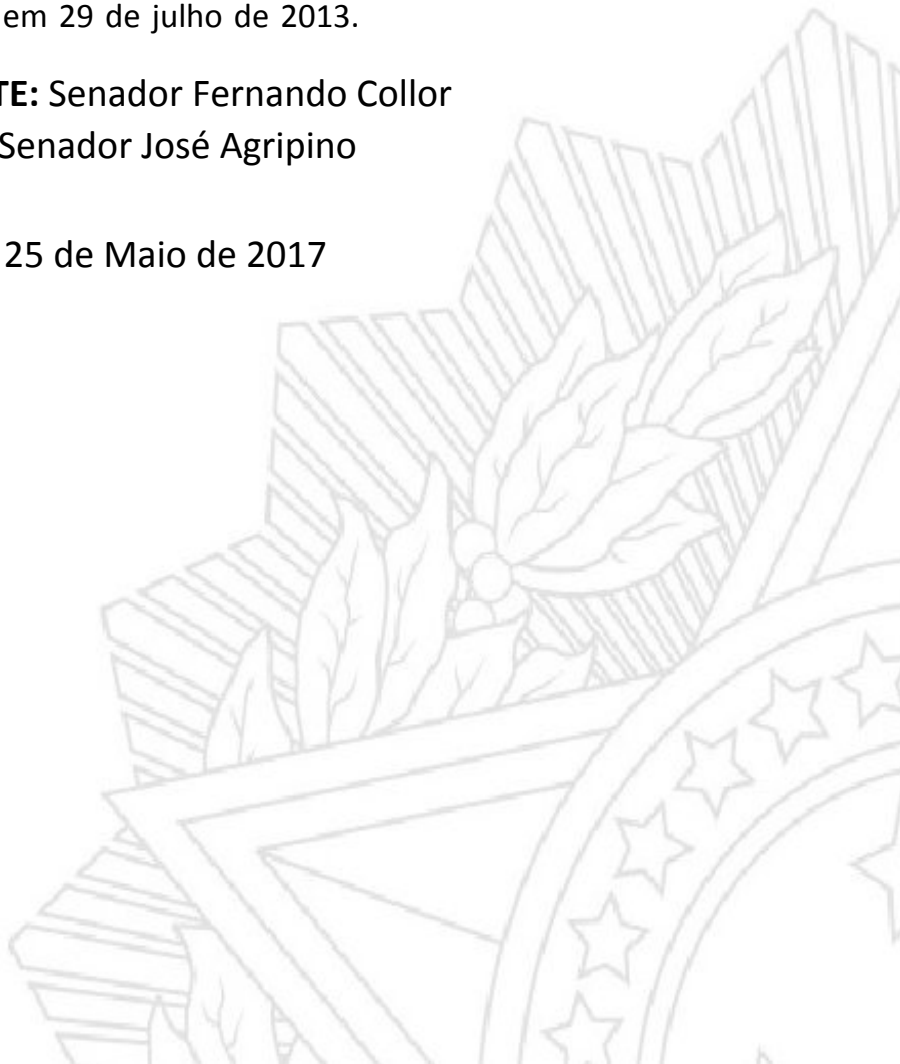 em 29 de julho de 2013.
TE: Senador Fernando Collor
Senador José Agripino
25 de Maio de 2017